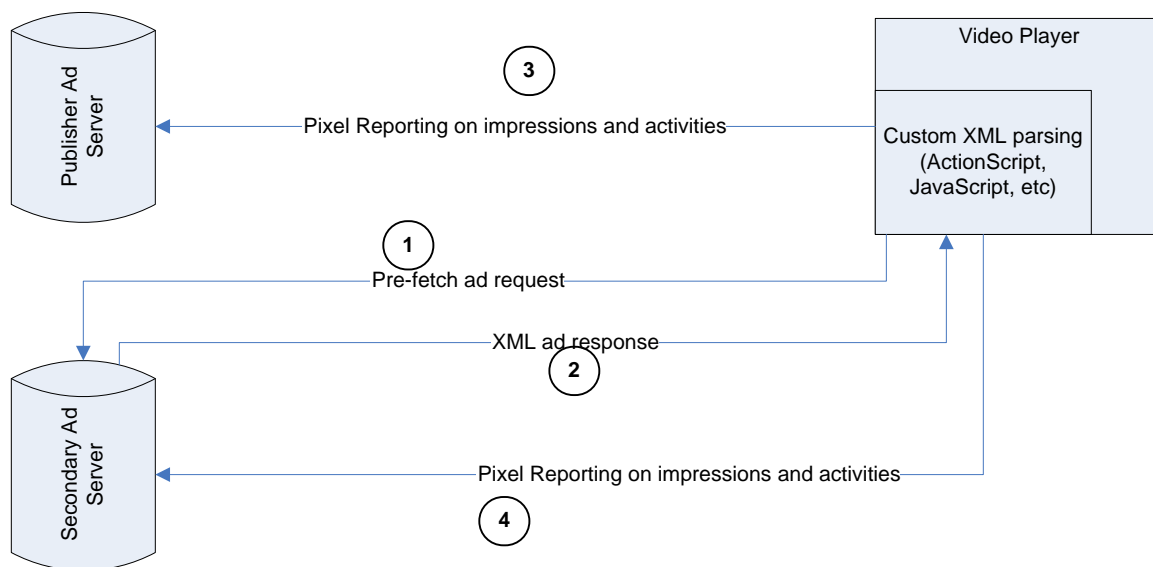 Publisher Ad
Server
3
Pixel Reporting on impressions and activities
Video Player
Custom XML parsing
(ActionScript,
JavaScript, etc)
1
Pre-fetch ad request
XML ad response
2
Secondary Ad
Server
Pixel Reporting on impressions and activities
4